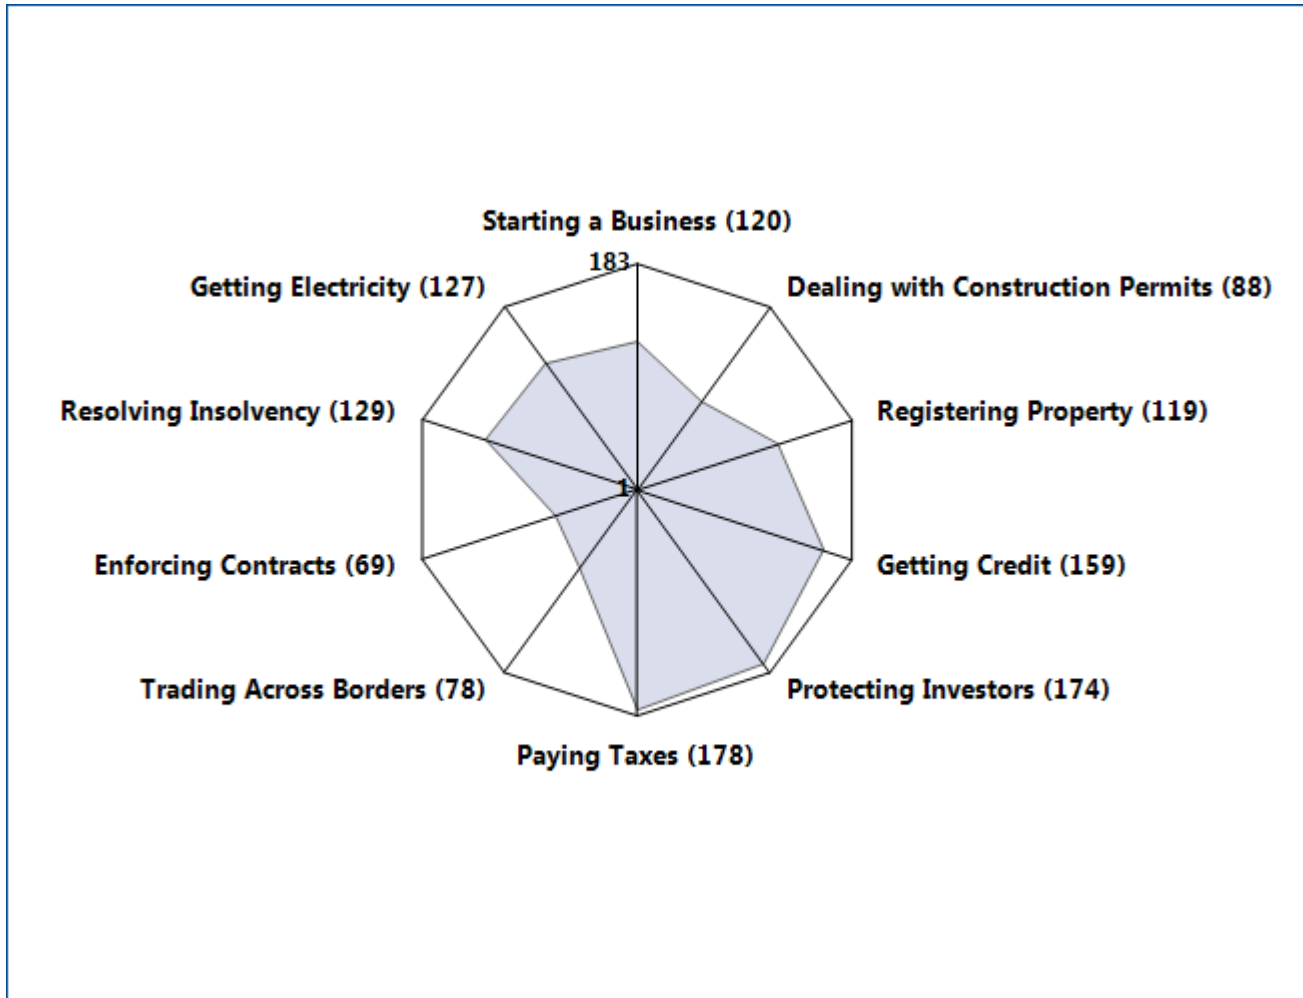 Starting a Business (120)
183
Getting Electricity (127)
Dealing with Construction Permits (88)
Resolving Insolvency (129)
Registering Property (119)
1
Enforcing Contracts (69)
Getting Credit (159)
Trading Across Borders (78)
Protecting Investors (174)
Paying Taxes (178)